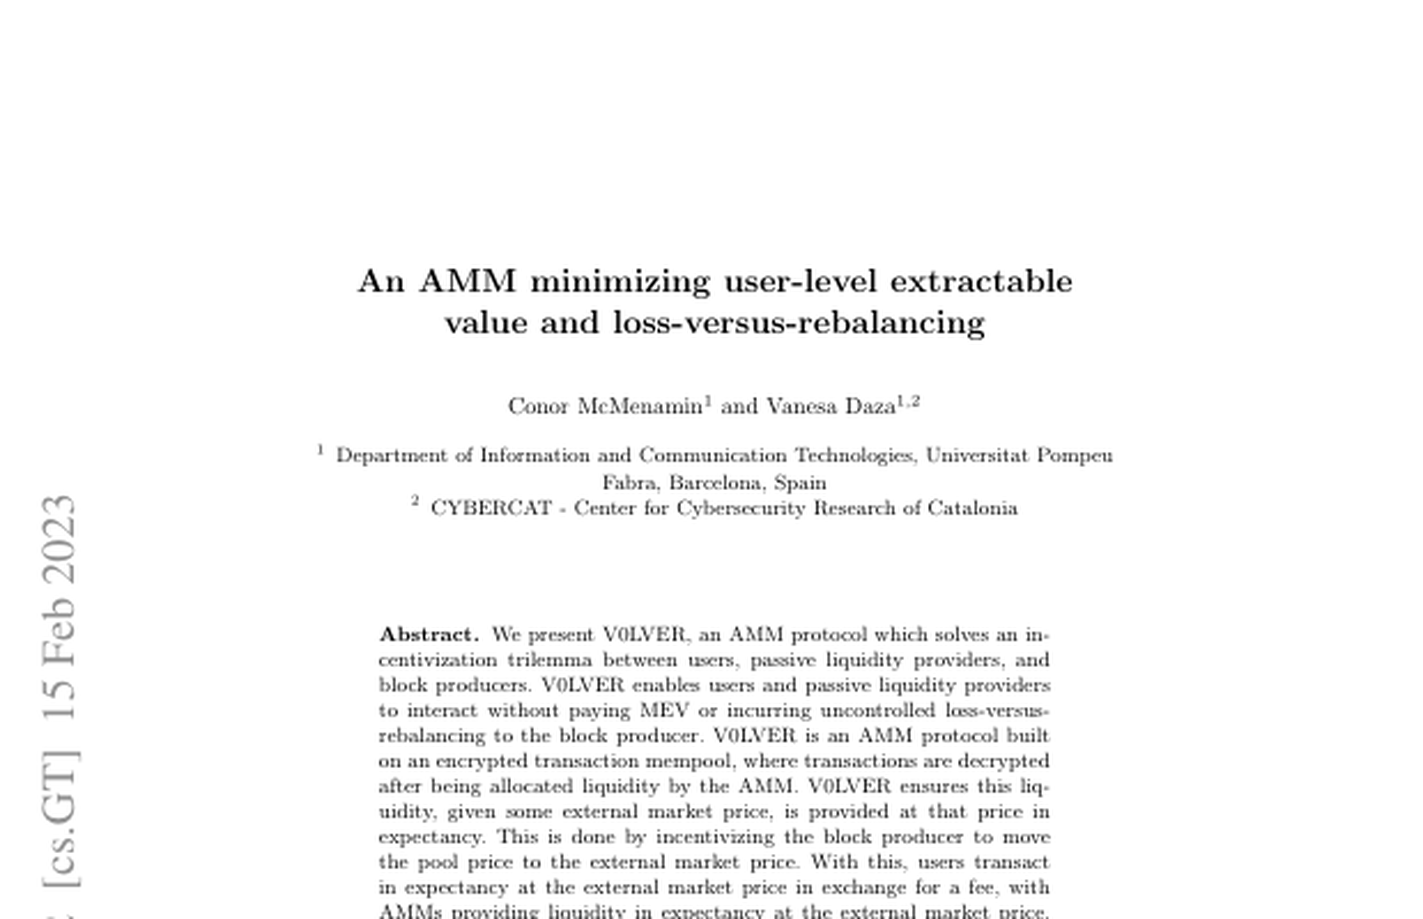 An AMM minimizing user-level extractable
value and loss-versus-rebalancing
Conor McMenamin1 and Vanesa Daza1,2
1 Department of Information and Communication Technologies, Universitat Pompeu
Fabra, Barcelona, Spain
2 CYBERCAT - Center for Cybersecurity Research of Catalonia
[cs.GT] 15 Feb 2023
Abstract. We present V0LVER, an AMM protocol which solves an in-
centivization trilemma between users, passive liquidity providers, and
block producers. V0LVER enables users and passive liquidity providers
to interact without paying MEV or incurring uncontrolled loss-versus-
rebalancing to the block producer. V0LVER is an AMM protocol built
on an encrypted transaction mempool, where transactions are decrypted
after being allocated liquidity by the AMM. V0LVER ensures this liq-
uidity, given some external market price, is provided at that price in
expectancy. This is done by incentivizing the block producer to move
the pool price to the external market price. With this, users transact
in expectancy at the external market price in exchange for a fee, with
AMMs providing liquidity in expectancy at the external market price.